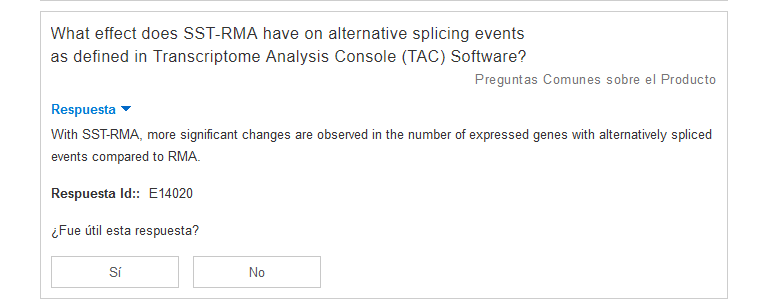 What effect does SST-RMA have on alternative splicing events
as defined in Transcriptome Analysis Console (TAC) Software?
Preguntas Comunes sobre el Producto
Respuesta
With SST-RMA, more significant changes are observed in the number of expressed genes with alternatively spliced
events compared to RMA.
Respuesta Id:: E14020
¿Fue útil esta respuesta?
Sí
No